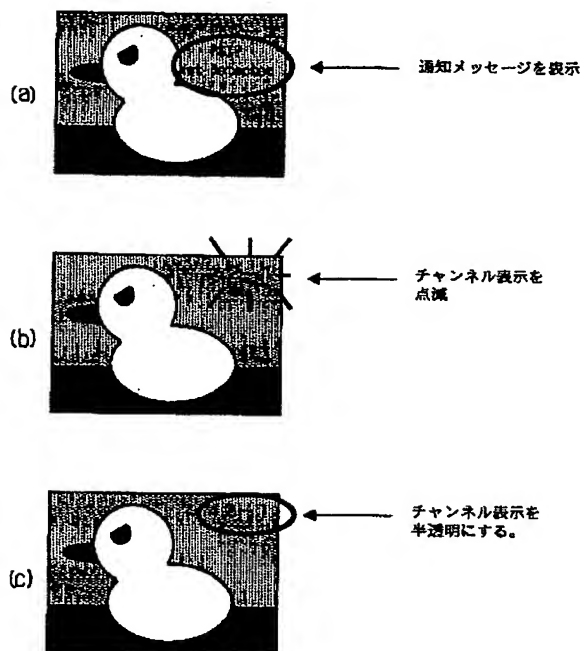 (a)
通知メッセージを表示
(b)
チャンネル表示を
点滅
(c)
チャンネル表示を
半透明にする。